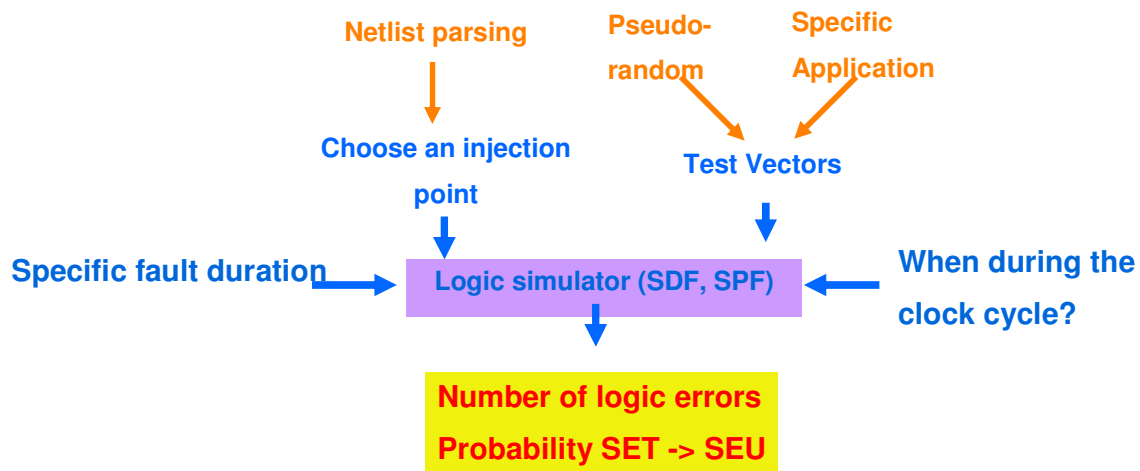 Netlist parsing
Pseudo-
random
Specific
Application
Choose an injection
point
Test Vectors
Specific fault duration
Logic simulator (SDF, SPF)
When during the
clock cycle?
Number of logic errors
Probability SET -> SEU